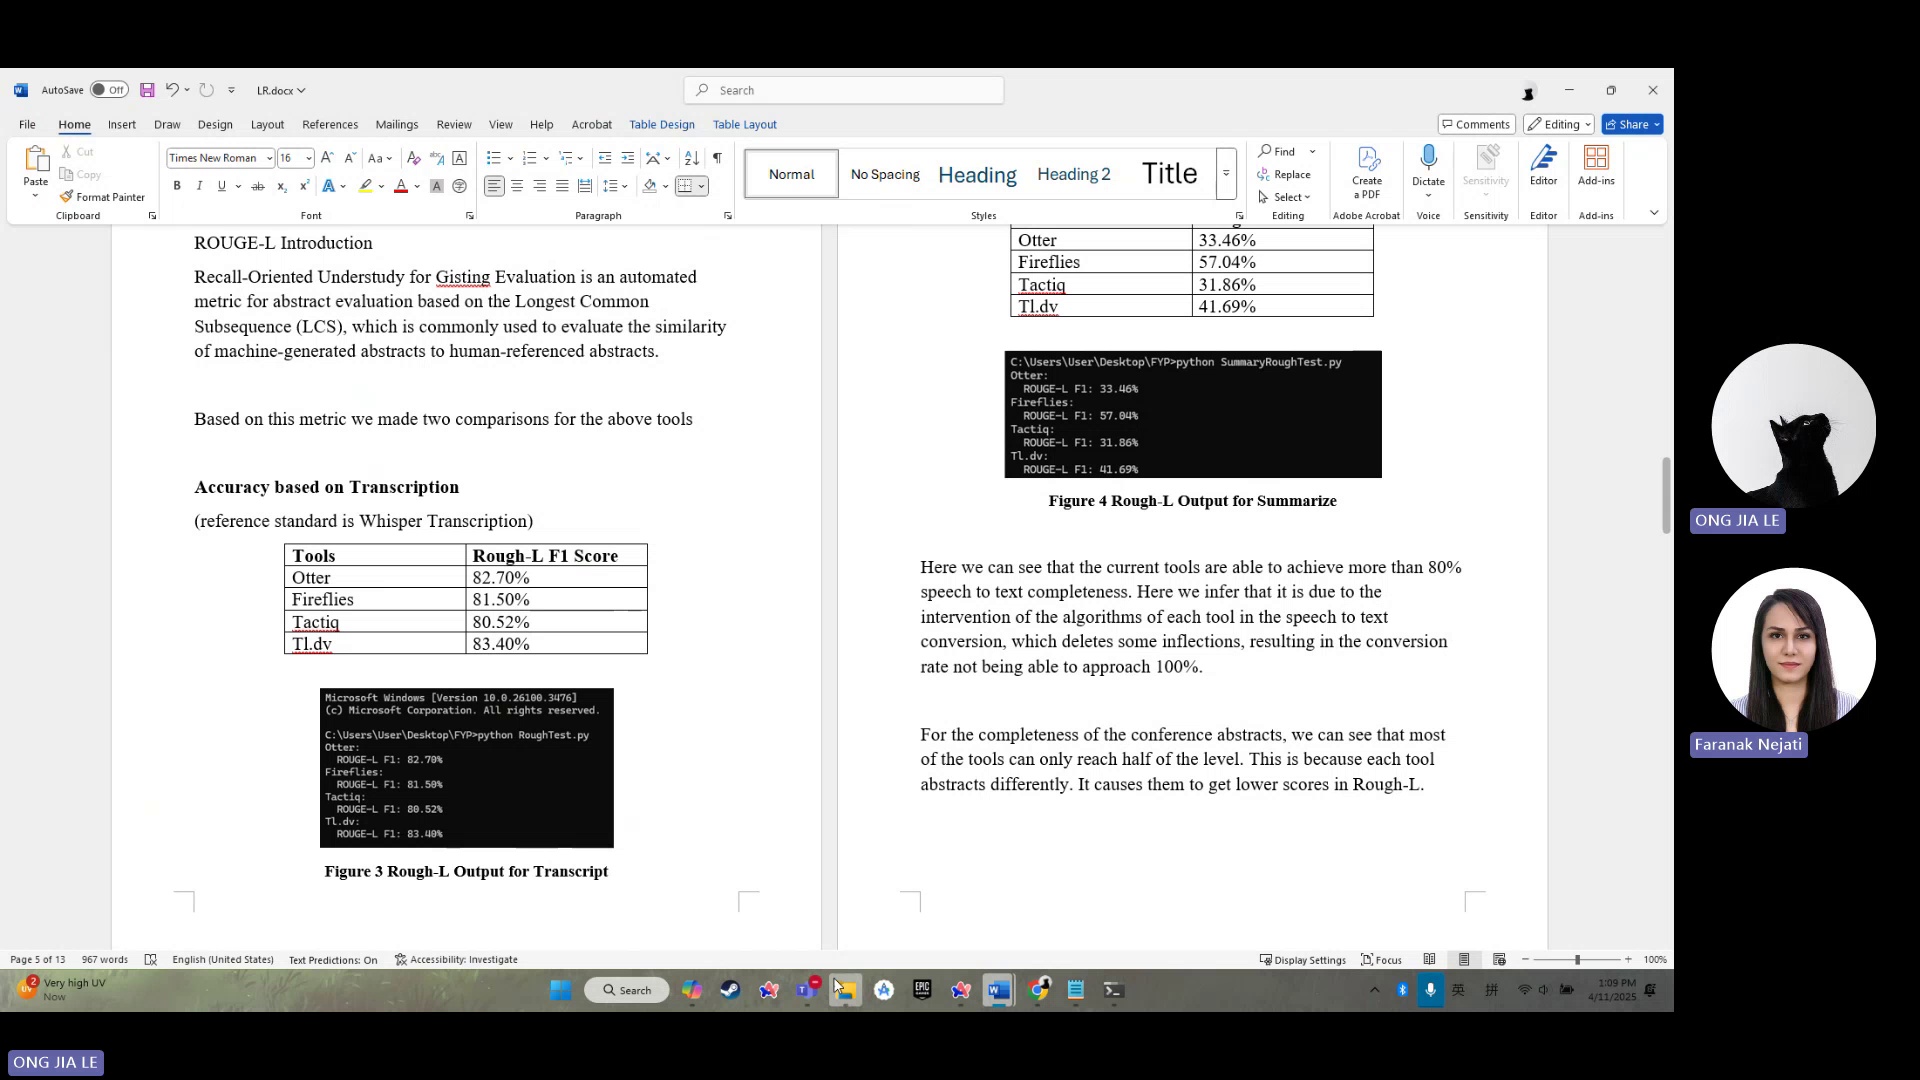 AutoSave Off LR.docx Search
File Home Insert Draw Design Layout References Mailings Review View Help Acrobat Table Design Table Layout Comments Editing Share
Paste Cut Copy Format Painter
Times New Roman 16
Normal No Spacing Heading Heading 2 Title
Find Replace Select
Create a PDF Dictate Sensitivity Editor Add-ins
Clipboard Font Paragraph Styles Editing Adobe Acrobat Voice Sensitivity Editor Add-ins
ROUGE-L Introduction
Recall-Oriented Understudy for Gisting Evaluation is an automated
metric for abstract evaluation based on the Longest Common
Subsequence (LCS), which is commonly used to evaluate the similarity
of machine-generated abstracts to human-referenced abstracts.
Based on this metric we made two comparisons for the above tools
Accuracy based on Transcription
(reference standard is Whisper Transcription)
Tools Rough-L F1 Score
Otter 82.70%
Fireflies 81.50%
Tactiq 80.52%
Tl.dv 83.40%
Microsoft Windows [Version 10.0.26100.3476]
(c) Microsoft Corporation. All rights reserved.
C:\Users\User\Desktop\FYP>python RoughTest.py
Otter:
ROUGE-L F1: 82.70%
Fireflies:
ROUGE-L F1: 81.50%
Tactiq:
ROUGE-L F1: 80.52%
Tl.dv:
ROUGE-L F1: 83.40%
Figure 3 Rough-L Output for Transcript
Otter 33.46%
Fireflies 57.04%
Tactiq 31.86%
Tl.dv 41.69%
C:\Users\User\Desktop\FYP>python SummaryRoughTest.py
Otter:
ROUGE-L F1: 33.46%
Fireflies:
ROUGE-L F1: 57.04%
Tactiq:
ROUGE-L F1: 31.86%
Tl.dv:
ROUGE-L F1: 41.69%
Figure 4 Rough-L Output for Summarize
Here we can see that the current tools are able to achieve more than 80%
speech to text completeness. Here we infer that it is due to the
intervention of the algorithms of each tool in the speech to text
conversion, which deletes some inflections, resulting in the conversion
rate not being able to approach 100%.
For the completeness of the conference abstracts, we can see that most
of the tools can only reach half of the level. This is because each tool
abstracts differently. It causes them to get lower scores in Rough-L.
ONG JIA LE
Faranak Nejati
Page 5 of 13 967 words English (United States) Text Predictions: On Accessibility: Investigate Display Settings Focus 100%
2 Very high UV
Now
Search
EPIC GAMES
英 拼
1:09 PM
4/11/2025
ONG JIA LE